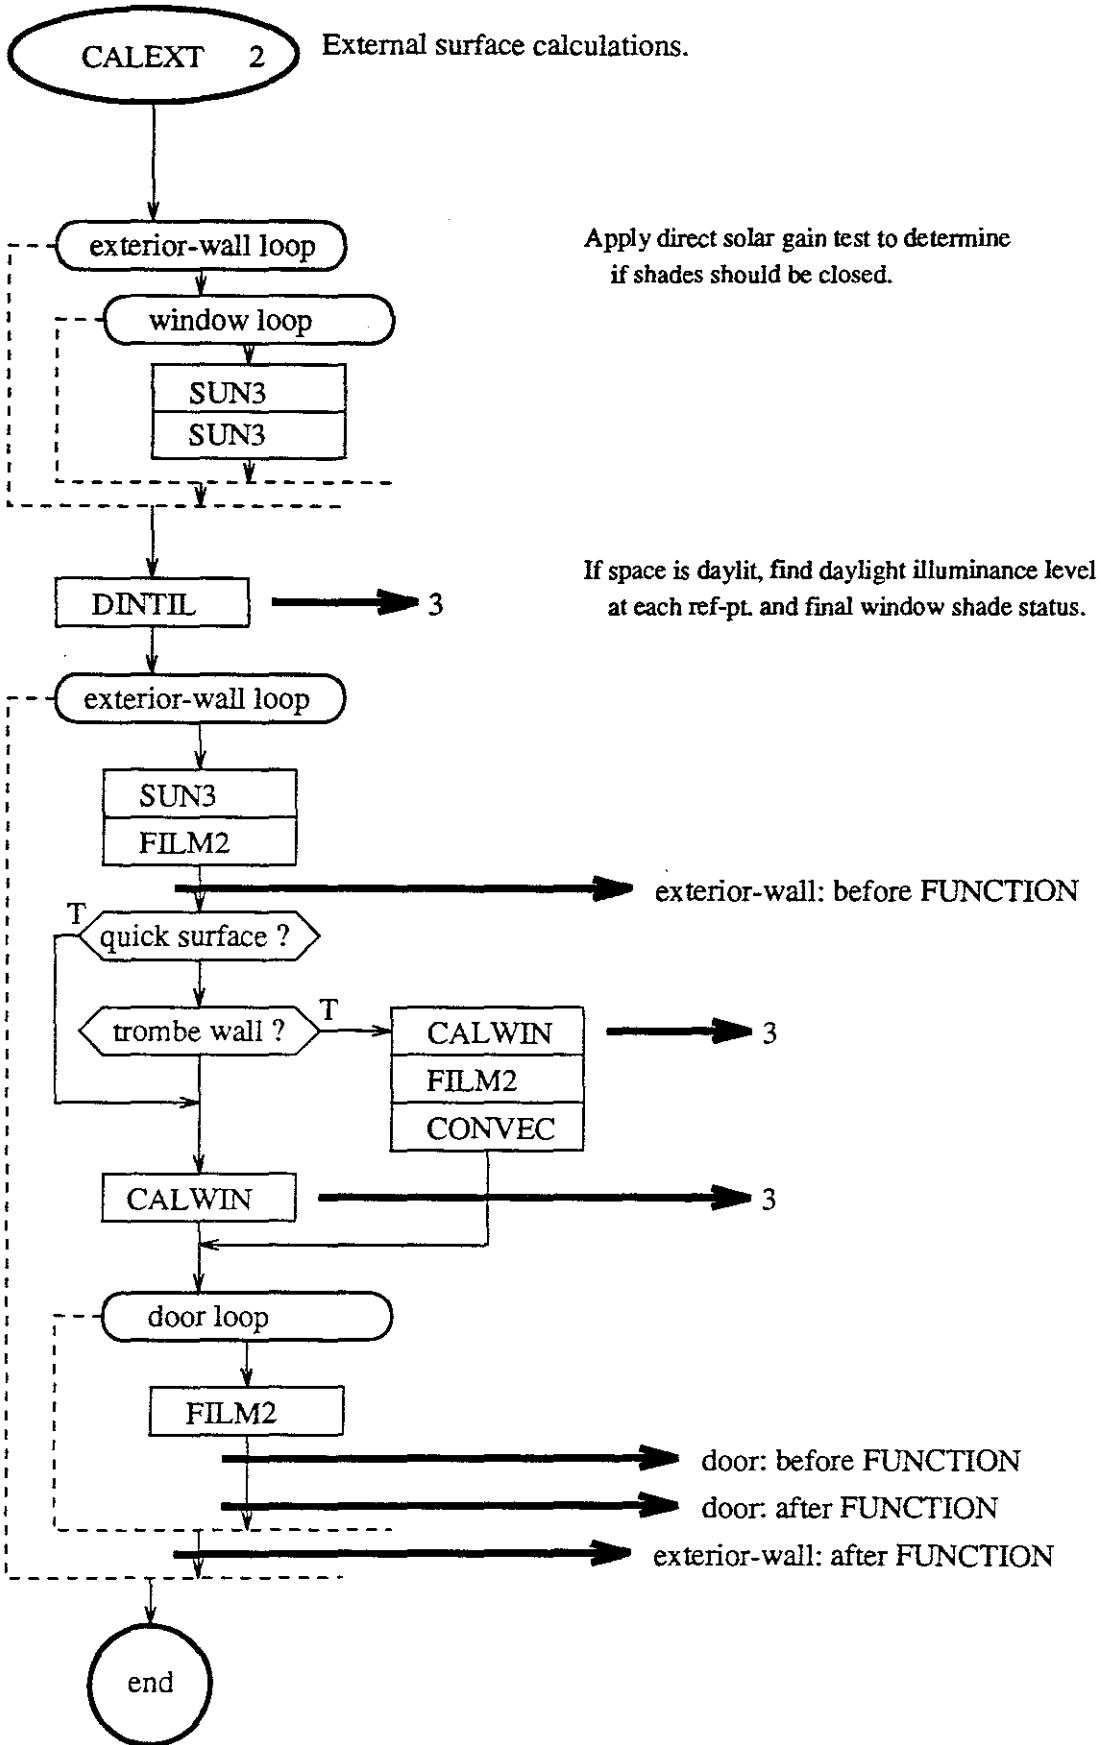 CALEXT 2
External surface calculations.
exterior-wall loop
Apply direct solar gain test to determine
if shades should be closed.
window loop
SUN3
SUN3
If space is daylit, find daylight illuminance level
at each ref-pt. and final window shade status.
DINTIL
3
exterior-wall loop
SUN3
FILM2
exterior-wall: before FUNCTION
T
quick surface ?
T
trombe wall ?
CALWIN
3
FILM2
CONVEC
CALWIN
3
door loop
FILM2
door: before FUNCTION
door: after FUNCTION
exterior-wall: after FUNCTION
end